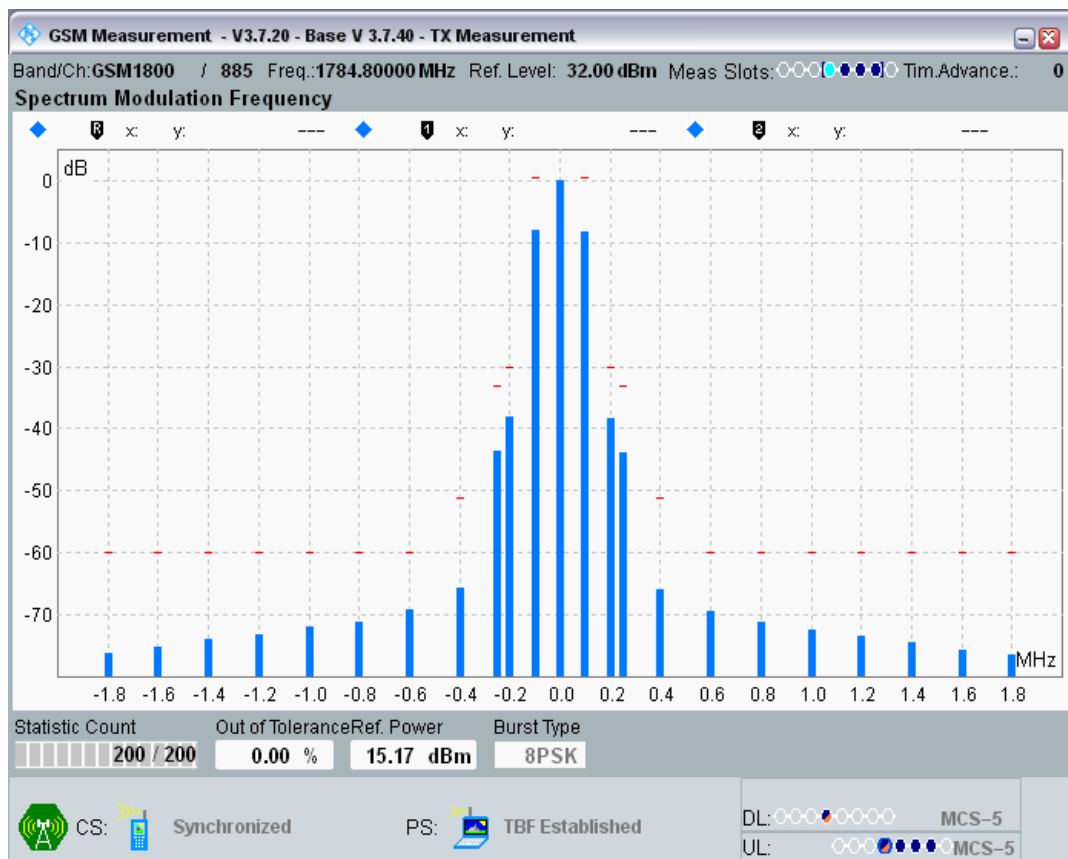 GSM Measurement - V3.7.20 - Base V 3.7.40 - TX Measurement
Band/Ch:GSM1800 / 885 Freq.:1784.80000 MHz Ref. Level: 32.00 dBm Meas Slots: Tim.Advance.: 0
Spectrum Modulation Frequency
R x: y: --- 1 x: y: --- 2 x: y: ---
dB
0
-10
-20
-30
-40
-50
-60
-70
MHz
-1.8 -1.6 -1.4 -1.2 -1.0 -0.8 -0.6 -0.4 -0.2 0.0 0.2 0.4 0.6 0.8 1.0 1.2 1.4 1.6 1.8
Statistic Count Out of Tolerance Ref. Power Burst Type
200 / 200 0.00 % 15.17 dBm 8PSK
CS: Synchronized PS: TBF Established
DL: MCS-5
UL: MCS-5